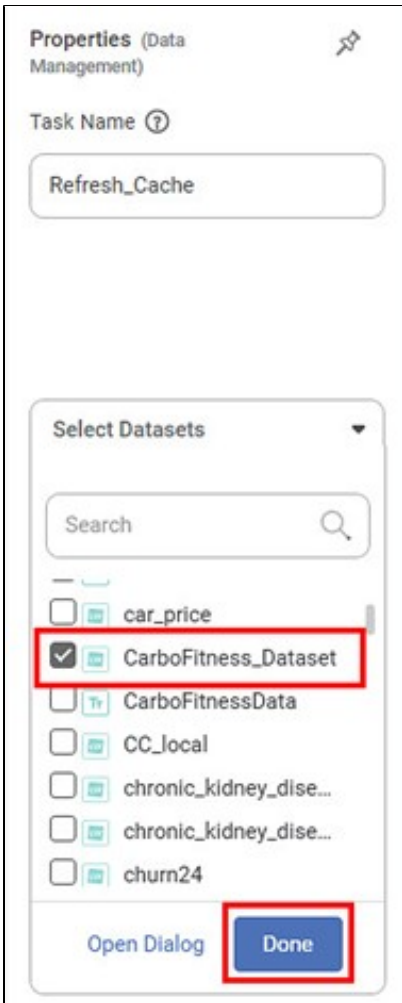 Properties (Data
Management)
Task Name ?
Refresh_Cache
Select Datasets
Search
car_price
CarboFitness_Dataset
Tr CarboFitnessData
CC_local
chronic_kidney_dise...
chronic_kidney_dise...
churn24
Open Dialog Done